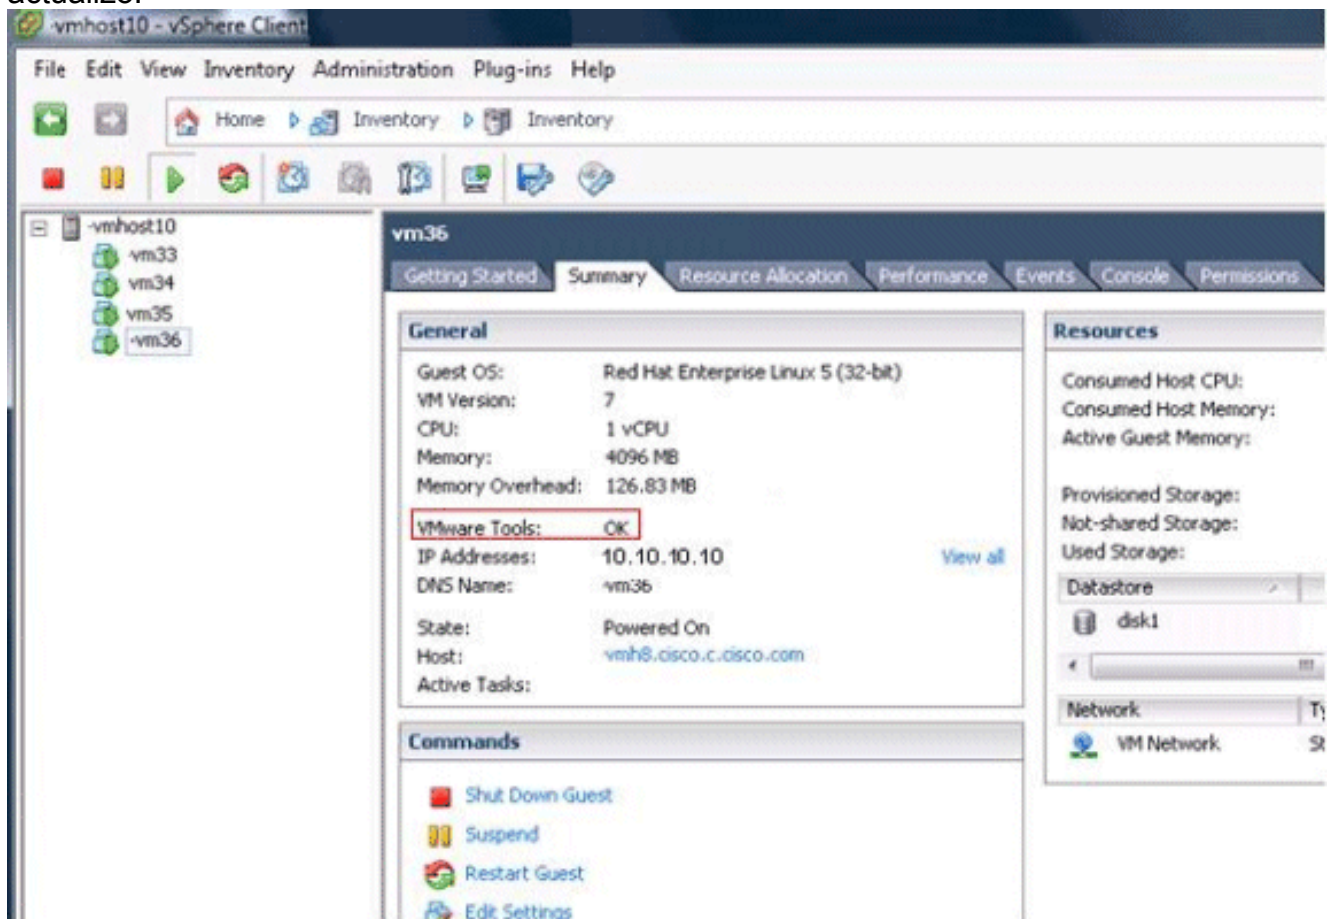 actualizó.
vmhost10 - vSphere Client
File Edit View Inventory Administration Plug-ins Help
Home Inventory Inventory
-vmhost10
vm33
vm34
vm35
-vm36
vm36
Getting Started Summary Resource Allocation Performance Events Console Permissions
General
Guest OS: Red Hat Enterprise Linux 5 (32-bit)
VM Version: 7
CPU: 1 vCPU
Memory: 4096 MB
Memory Overhead: 126.83 MB
VMware Tools: OK
IP Addresses: 10.10.10.10 View all
DNS Name: vm36
State: Powered On
Host: vmh8.cisco.c.cisco.com
Active Tasks:
Commands
Shut Down Guest
Suspend
Restart Guest
Edit Settings
Resources
Consumed Host CPU:
Consumed Host Memory:
Active Guest Memory:
Provisioned Storage:
Not-shared Storage:
Used Storage:
Datastore
disk1
Network
VM Network